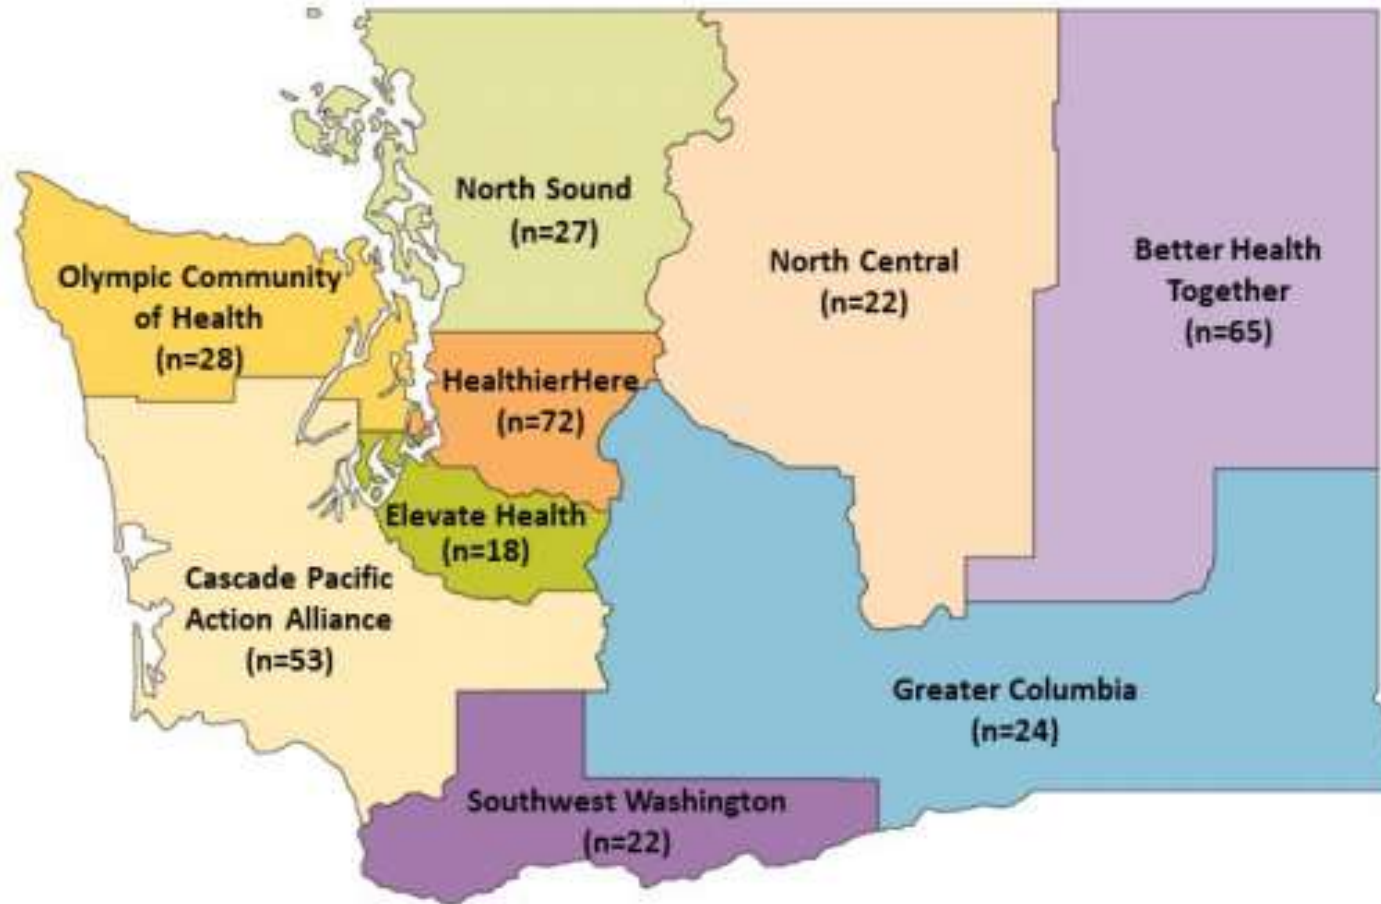 North Sound
(n=27)
Olympic Community
of Health
(n=28)
North Central
(n=22)
Better Health
Together
(n=65)
HealthierHere
(n=72)
Elevate Health
(n=18)
Cascade Pacific
Action Alliance
(n=53)
Greater Columbia
(n=24)
Southwest Washington
(n=22)